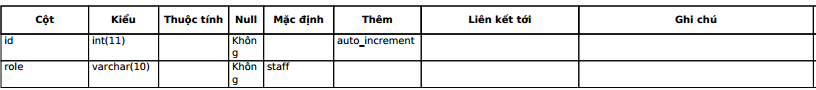 Cột Kiểu Thuộc tính Null Mặc định Thêm Liên kết tới Ghi chú
id int(11) Khôn auto_increment
g
role varchar(10) Khôn staff
g